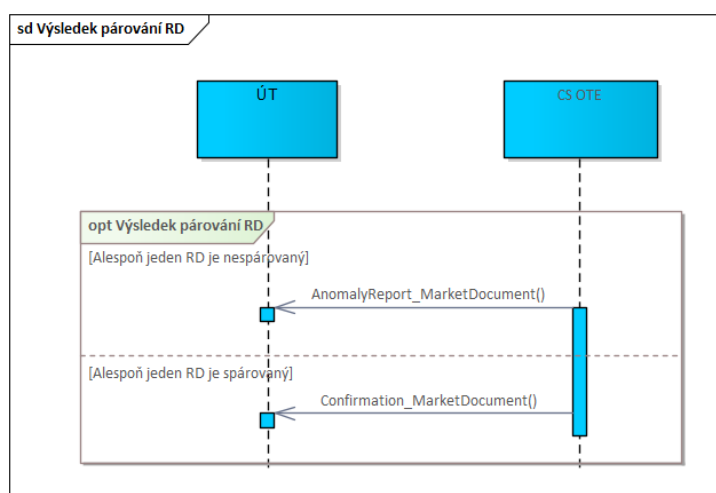 sd Výsledek párování RD
ÚT
CS OTE
opt Výsledek párování RD
[Alespoň jeden RD je nespárovaný]
AnomalyReport_MarketDocument()
[Alespoň jeden RD je spárovaný]
Confirmation_MarketDocument()